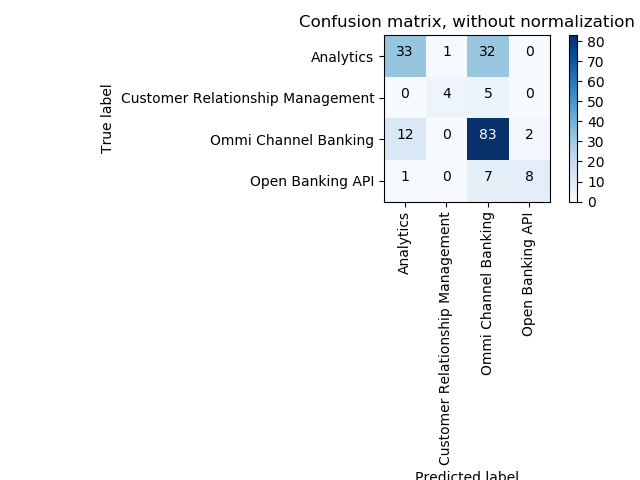 Confusion matrix, without normalization
True label
Analytics
Customer Relationship Management
Ommi Channel Banking
Open Banking API
33 1 32 0
0 4 5 0
12 0 83 2
1 0 7 8
80
70
60
50
40
30
20
10
0
Analytics
Customer Relationship Management
Ommi Channel Banking
Open Banking API
Predicted label